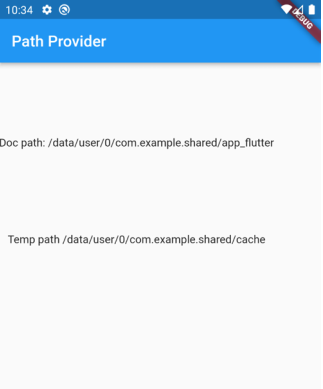 10:34
DEBUG
Path Provider
Doc path: /data/user/0/com.example.shared/app_flutter
Temp path /data/user/0/com.example.shared/cache